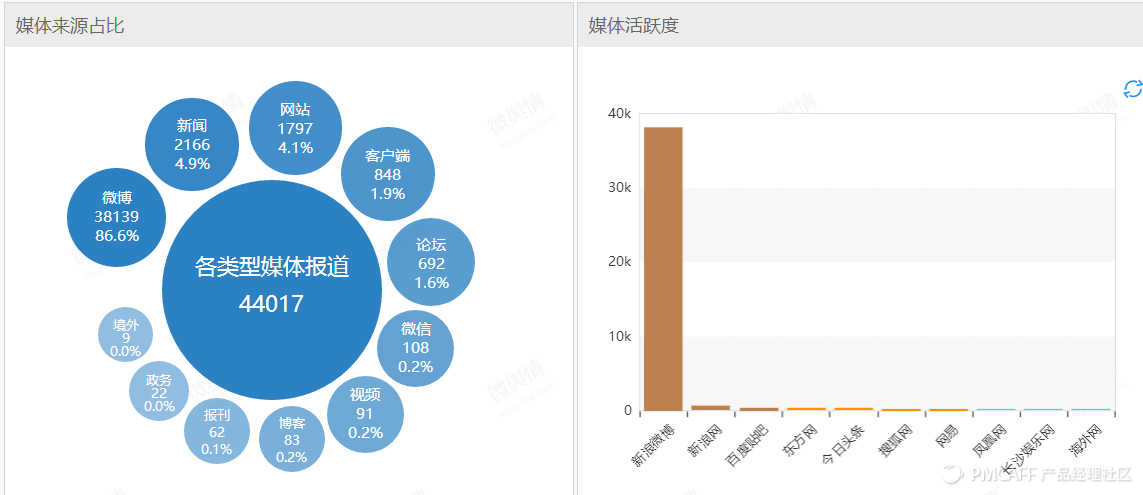 媒体来源占比
网站
1797
4.1%
新闻
2166
4.9%
客户端
848
1.9%
微博
38139
86.6%
论坛
692
1.6%
各类型媒体报道
44017
微信
108
0.2%
境外
9
0.0%
政务
22
0.0%
视频
91
0.2%
报刊
62
0.1%
博客
83
0.2%
微舆情
微舆情
媒体活跃度
40k
30k
20k
10k
0
新浪微博
新浪网
百度贴吧
东方网
今日头条
搜狐网
网易
凤凰网
长沙娱乐网
海外网
PMCAFF 产品经理社区